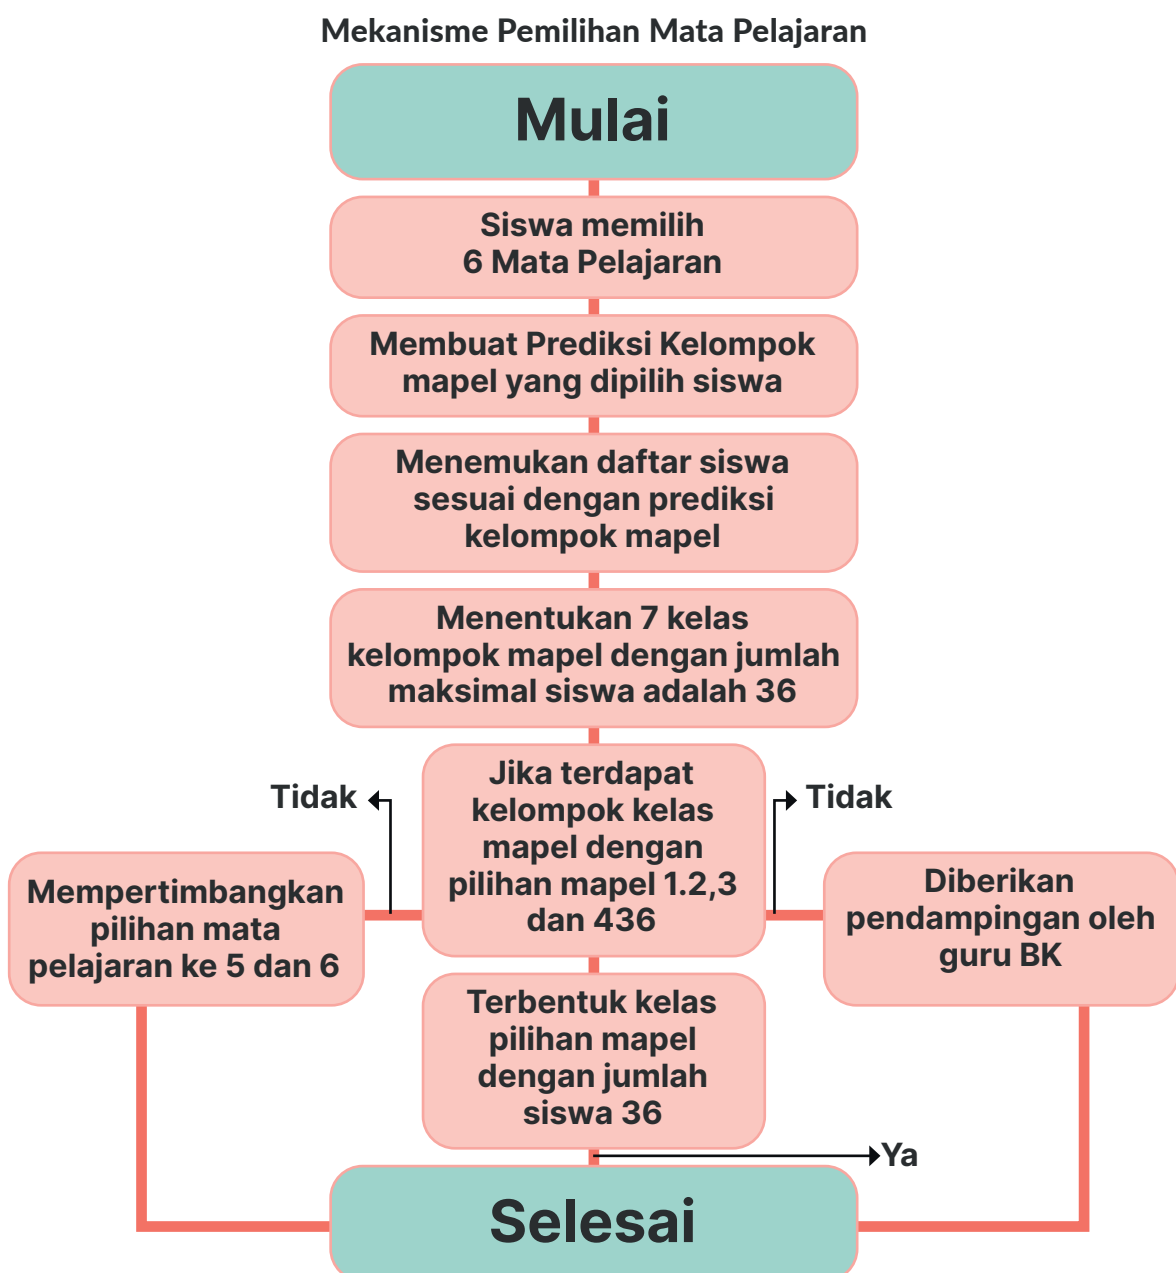 Mekanisme Pemilihan Mata Pelajaran
Mulai
Siswa memilih
6 Mata Pelajaran
Membuat Prediksi Kelompok
mapel yang dipilih siswa
Menemukan daftar siswa
sesuai dengan prediksi
kelompok mapel
Menentukan 7 kelas
kelompok mapel dengan jumlah
maksimal siswa adalah 36
Jika terdapat
kelompok kelas
mapel dengan
pilihan mapel 1.2,3
dan 436
Tidak
Tidak
Mempertimbangkan
pilihan mata
pelajaran ke 5 dan 6
Diberikan
pendampingan oleh
guru BK
Terbentuk kelas
pilihan mapel
dengan jumlah
siswa 36
Ya
Selesai